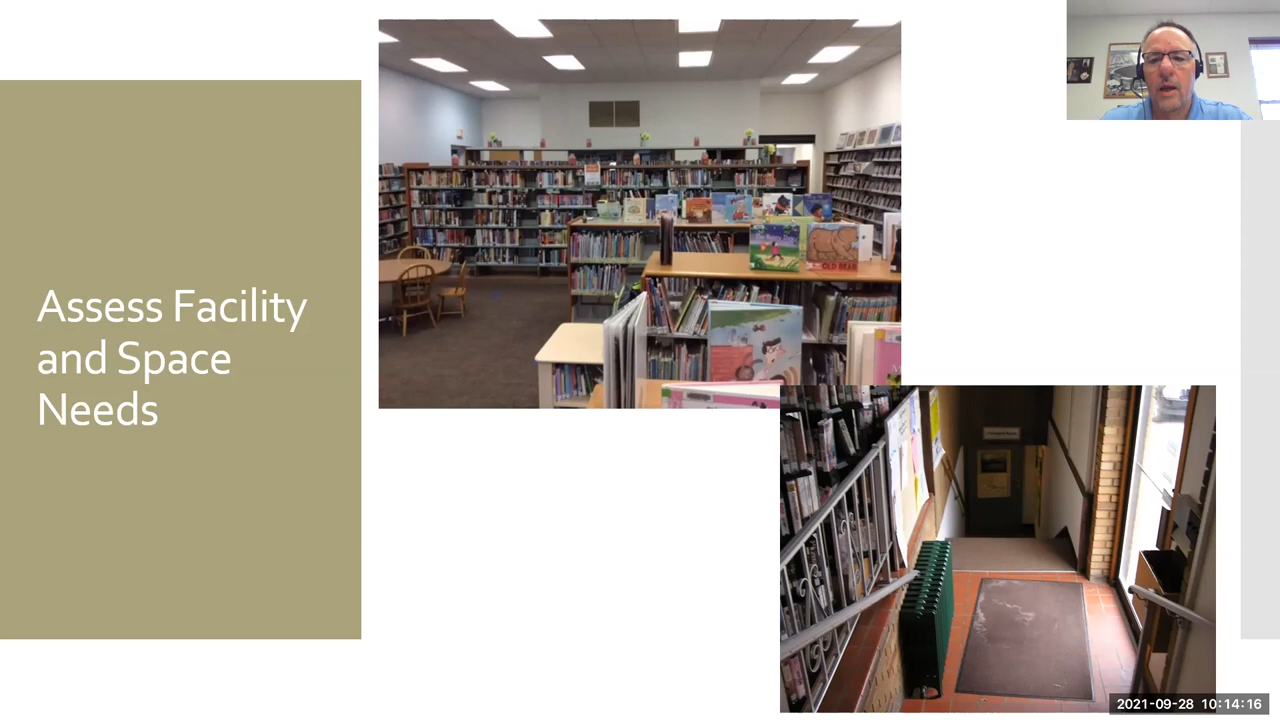 Assess Facility
and Space
Needs
OLD BEAR
2021-09-28 10:14:16